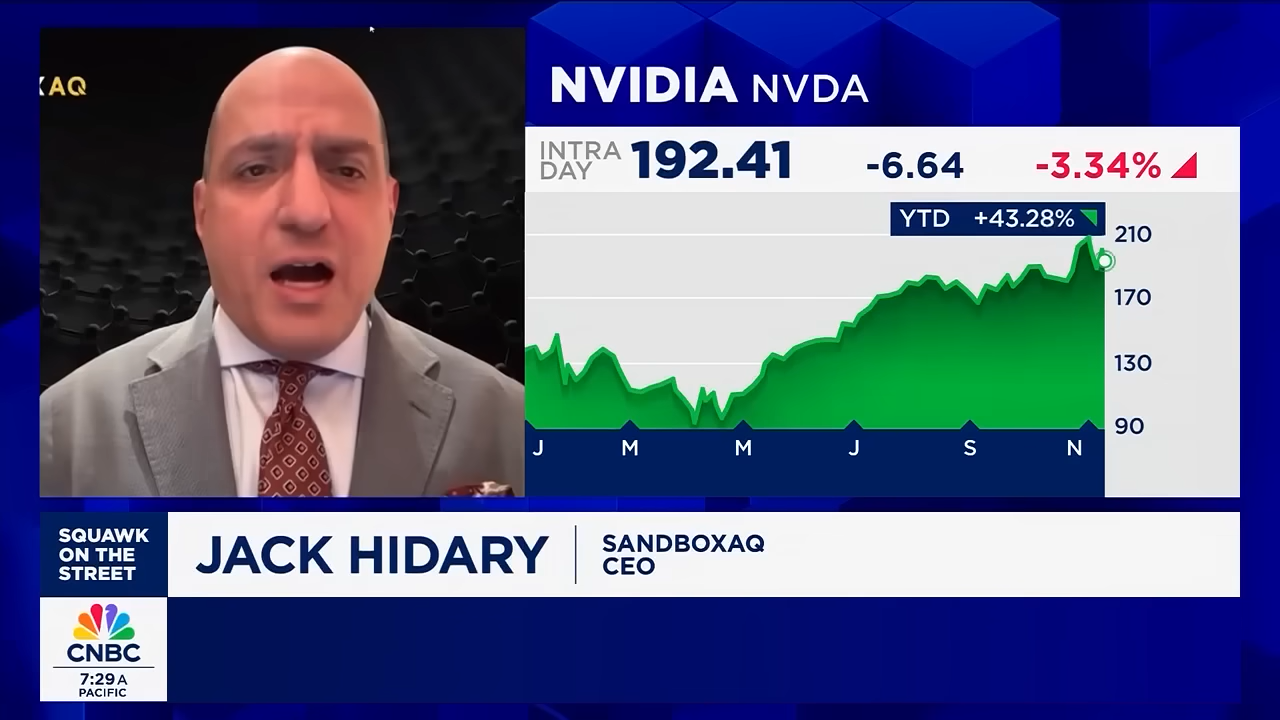 XAQ
NVIDIA NVDA
INTRA DAY 192.41 -6.64 -3.34%
YTD +43.28%
210
170
130
90
J M M J S N
SQUAWK ON THE STREET
JACK HIDARY
SANDBOXAQ
CEO
CNBC
7:29A
PACIFIC